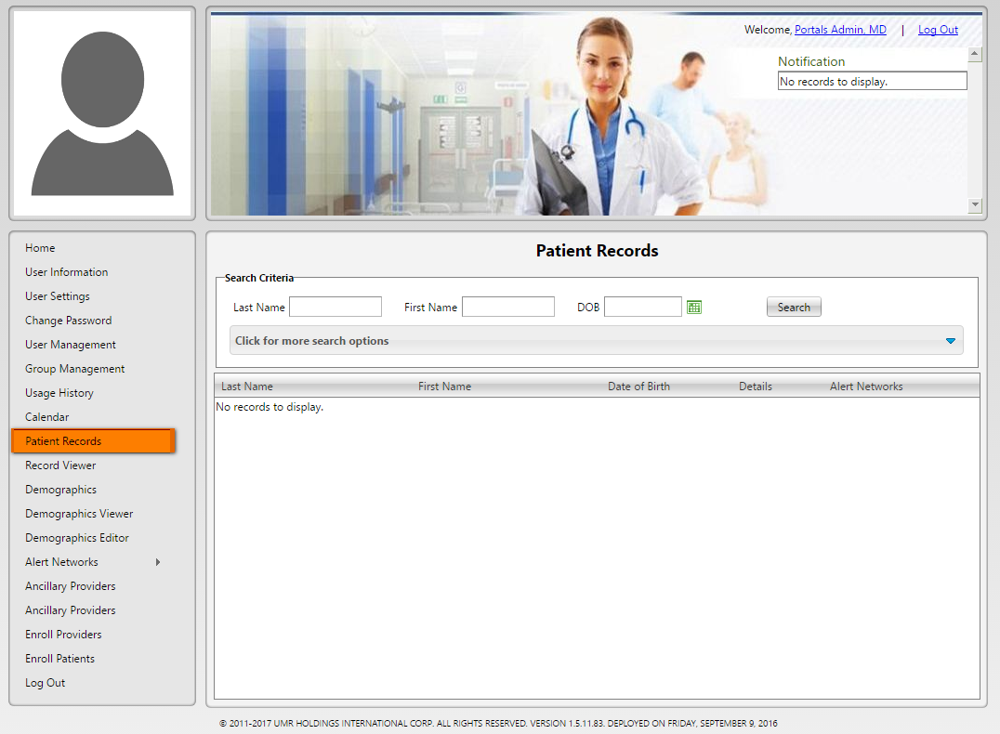 Welcome, Portals Admin, MD | Log Out
Notification
No records to display.
Home
User Information
User Settings
Change Password
User Management
Group Management
Usage History
Calendar
Patient Records
Record Viewer
Demographics
Demographics Viewer
Demographics Editor
Alert Networks
Ancillary Providers
Ancillary Providers
Enroll Providers
Enroll Patients
Log Out
Patient Records
Search Criteria
Last Name First Name DOB Search
Click for more search options
Last Name First Name Date of Birth Details Alert Networks
No records to display.
© 2011-2017 UMR HOLDINGS INTERNATIONAL CORP. ALL RIGHTS RESERVED. VERSION 1.5.11.83. DEPLOYED ON FRIDAY, SEPTEMBER 9, 2016